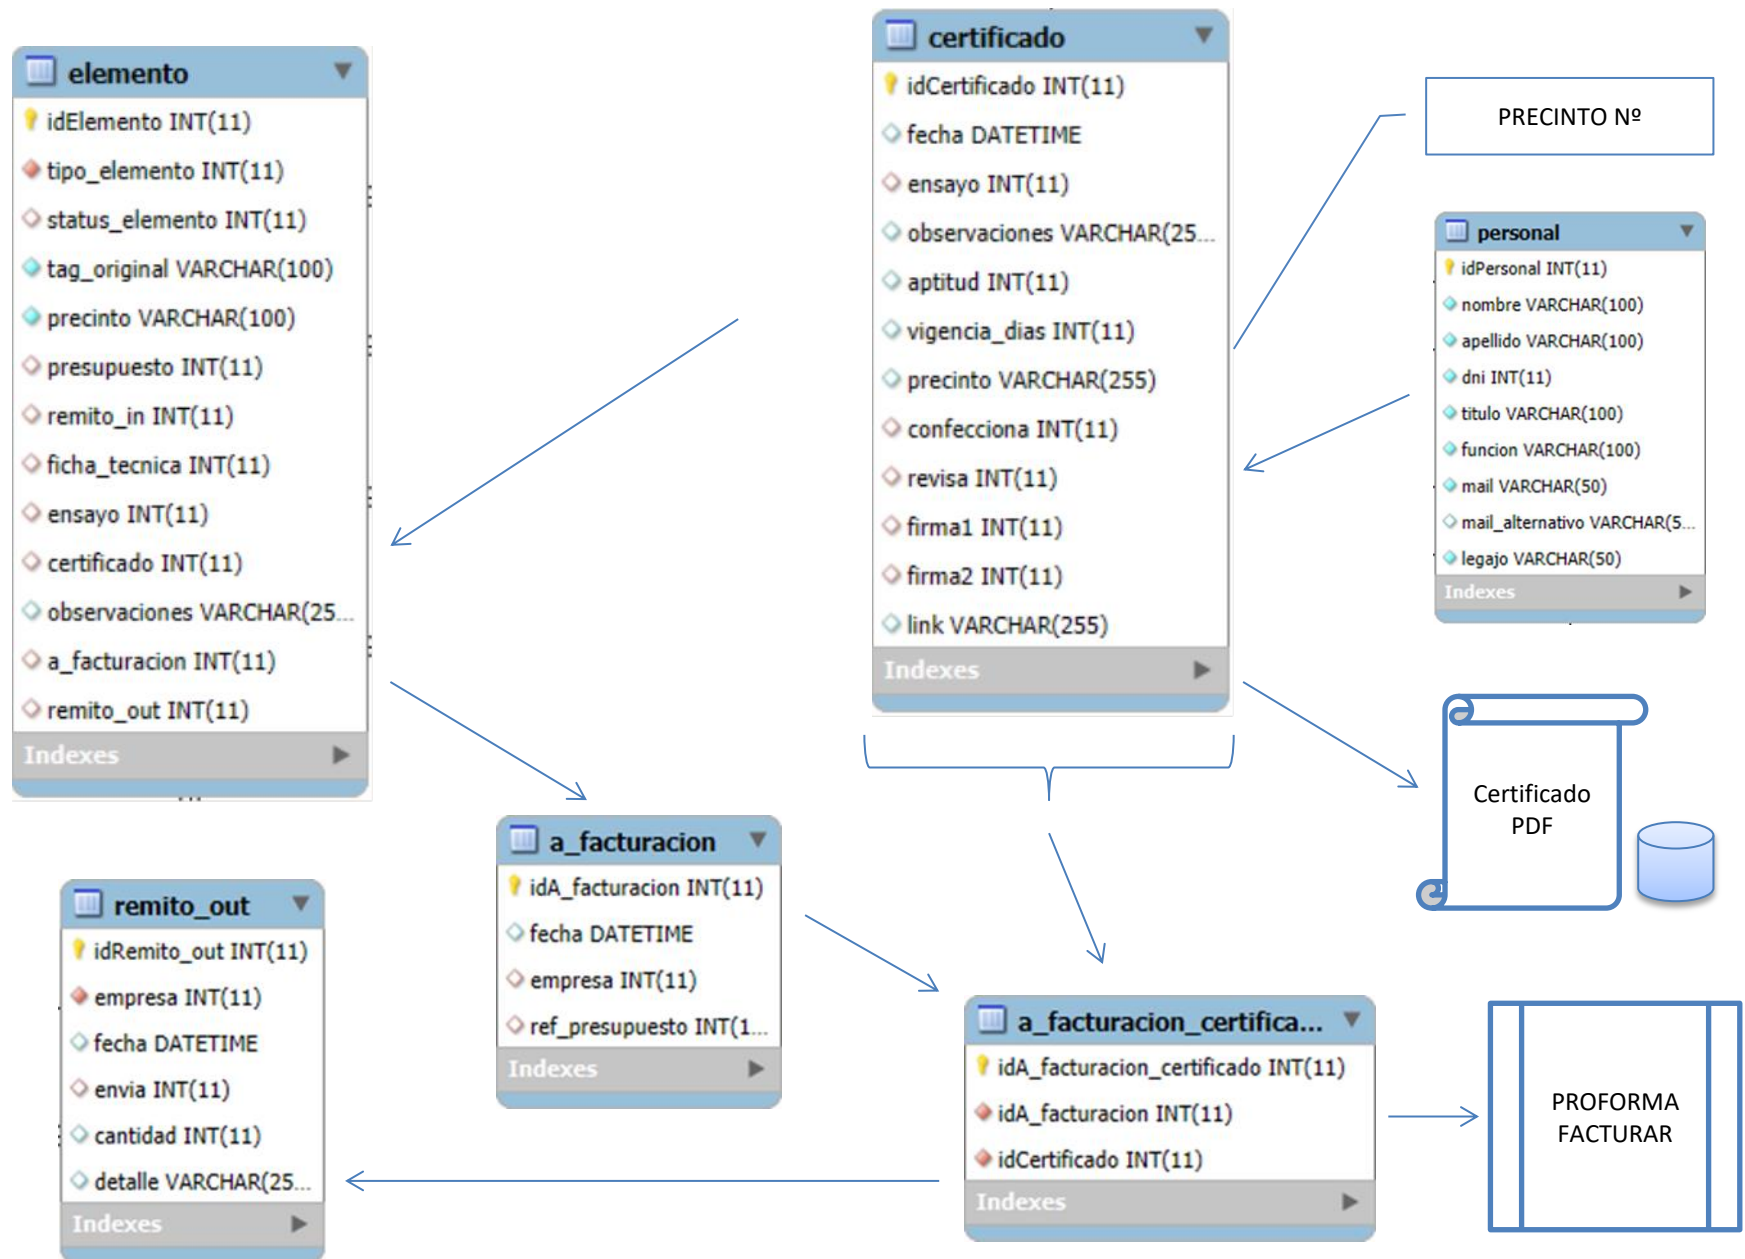 elemento
idElemento INT(11)
tipo_elemento INT(11)
status_elemento INT(11)
tag_original VARCHAR(100)
precinto VARCHAR(100)
presupuesto INT(11)
remito_in INT(11)
ficha_tecnica INT(11)
ensayo INT(11)
certificado INT(11)
observaciones VARCHAR(25...
a_facturacion INT(11)
remito_out INT(11)
Indexes
certificado
idCertificado INT(11)
fecha DATETIME
ensayo INT(11)
observaciones VARCHAR(25...
aptitud INT(11)
vigencia_dias INT(11)
precinto VARCHAR(255)
confecciona INT(11)
revisa INT(11)
firma1 INT(11)
firma2 INT(11)
link VARCHAR(255)
Indexes
PRECINTO Nº
personal
idPersonal INT(11)
nombre VARCHAR(100)
apellido VARCHAR(100)
dni INT(11)
titulo VARCHAR(100)
funcion VARCHAR(100)
mail VARCHAR(50)
mail_alternativo VARCHAR(5...
legajo VARCHAR(50)
Indexes
Certificado
PDF
a_facturacion
idA_facturacion INT(11)
fecha DATETIME
empresa INT(11)
ref_presupuesto INT(1...
Indexes
remito_out
idRemito_out INT(11)
empresa INT(11)
fecha DATETIME
envia INT(11)
cantidad INT(11)
detalle VARCHAR(25...
Indexes
a_facturacion_certifica...
idA_facturacion_certificado INT(11)
idA_facturacion INT(11)
idCertificado INT(11)
Indexes
PROFORMA
FACTURAR